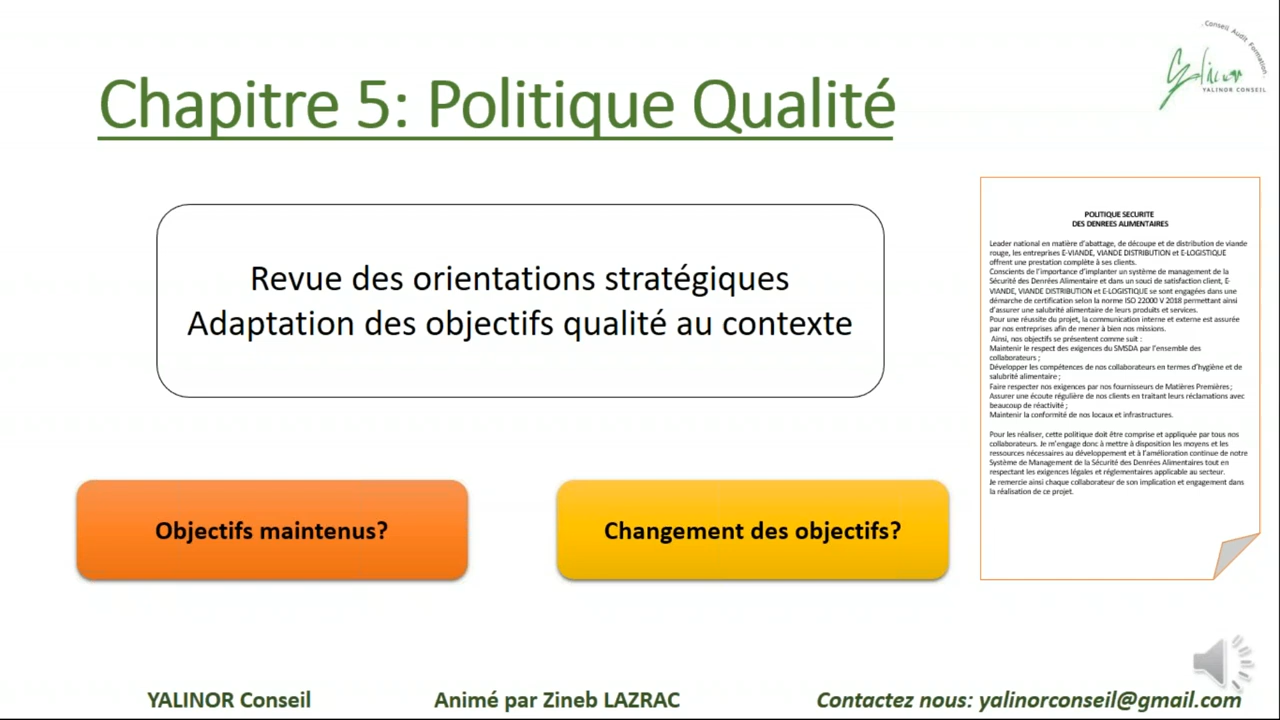 .Conseil Audit Formation.
YALINOR CONSEIL
Chapitre 5: Politique Qualité
Revue des orientations stratégiques
Adaptation des objectifs qualité au contexte
Objectifs maintenus?
Changement des objectifs?
POLITIQUE SECURITE
DES DENREES ALIMENTAIRES
Leader national en matière d'abattage, de découpe et de distribution de viande
rouge, les entreprises E-VIANDE, VIANDE DISTRIBUTION et E-LOGISTIQUE
offrent une prestation complète à ses clients.
Conscients de l'importance d'implanter un système de management de la
Sécurité des Denrées Alimentaire et dans un souci de satisfaction client, E-
VIANDE, VIANDE DISTRIBUTION et E-LOGISTIQUE se sont engagées dans une
démarche de certification selon la norme ISO 22000 V 2018 permettant ainsi
d'assurer une salubrité alimentaire de leurs produits et services.
Pour une réussite du projet, la communication interne et externe est assurée
par nos entreprises afin de mener à bien nos missions.
Ainsi, nos objectifs se présentent comme suit :
Maintenir le respect des exigences du SMSDA par l'ensemble des
collaborateurs ;
Développer les compétences de nos collaborateurs en termes d'hygiène et de
salubrité alimentaire ;
Faire respecter nos exigences par nos fournisseurs de Matières Premières ;
Assurer une écoute régulière de nos clients en traitant leurs réclamations avec
beaucoup de réactivité ;
Maintenir la conformité de nos locaux et infrastructures.
Pour les réaliser, cette politique doit être comprise et appliquée par tous nos
collaborateurs. Je m'engage donc à mettre à disposition les moyens et les
ressources nécessaires au développement et à l'amélioration continue de notre
Système de Management de la Sécurité des Denrées Alimentaires tout en
respectant les exigences légales et réglementaires applicable au secteur.
Je remercie ainsi chaque collaborateur de son implication et engagement dans
la réalisation de ce projet.
YALINOR Conseil
Animé par Zineb LAZRAC
Contactez nous: yalinorconseil@gmail.com